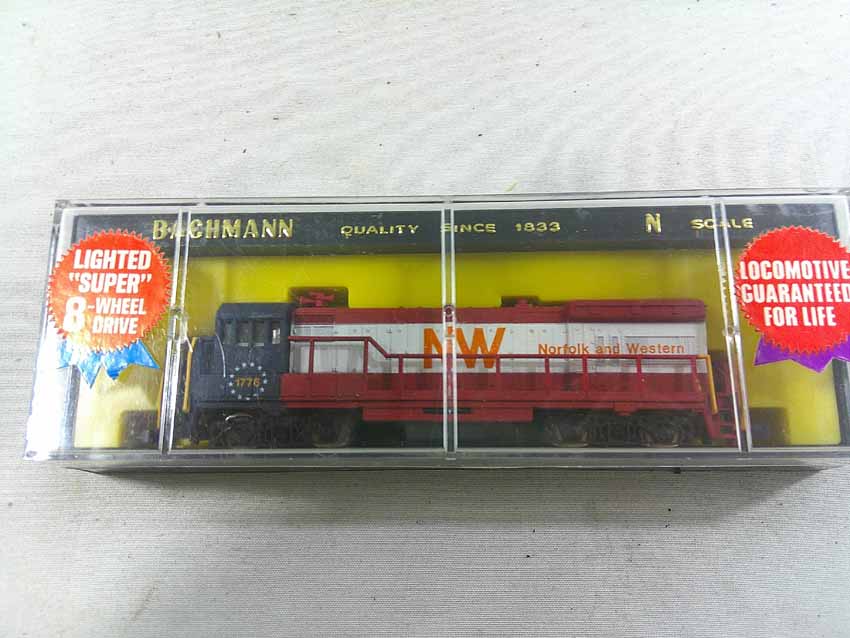 BACHMANN QUALITY SINCE 1833 N SCALE
LIGHTED
"SUPER"
8-WHEEL
DRIVE
LOCOMOTIVE
GUARANTEED
FOR LIFE
NW Norfolk and Western
1776